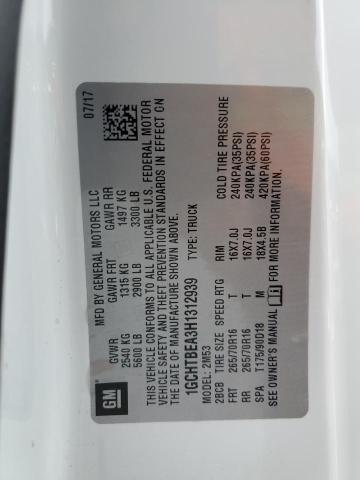 GM
MFD BY GENERAL MOTORS LLC 07/17
GVWR GAWR FRT GAWR RR
2540 KG 1315 KG 1497 KG
5600 LB 2900 LB 3300 LB
THIS VEHICLE CONFORMS TO ALL APPLICABLE U.S. FEDERAL MOTOR
VEHICLE SAFETY AND THEFT PREVENTION STANDARDS IN EFFECT ON
THE DATE OF MANUFACTURE SHOWN ABOVE.
1GCHTBEA3H1312939 TYPE: TRUCK
MODEL: 2M53
2BCB TIRE SIZE SPEED RTG RIM COLD TIRE PRESSURE
FRT 265/70R16 T 16X7.0J 240KPA(35PSI)
RR 265/70R16 T 16X7.0J 240KPA(35PSI)
SPA T175/90D18 M 18X4.5B 420KPA(60PSI)
SEE OWNER'S MANUAL FOR MORE INFORMATION.